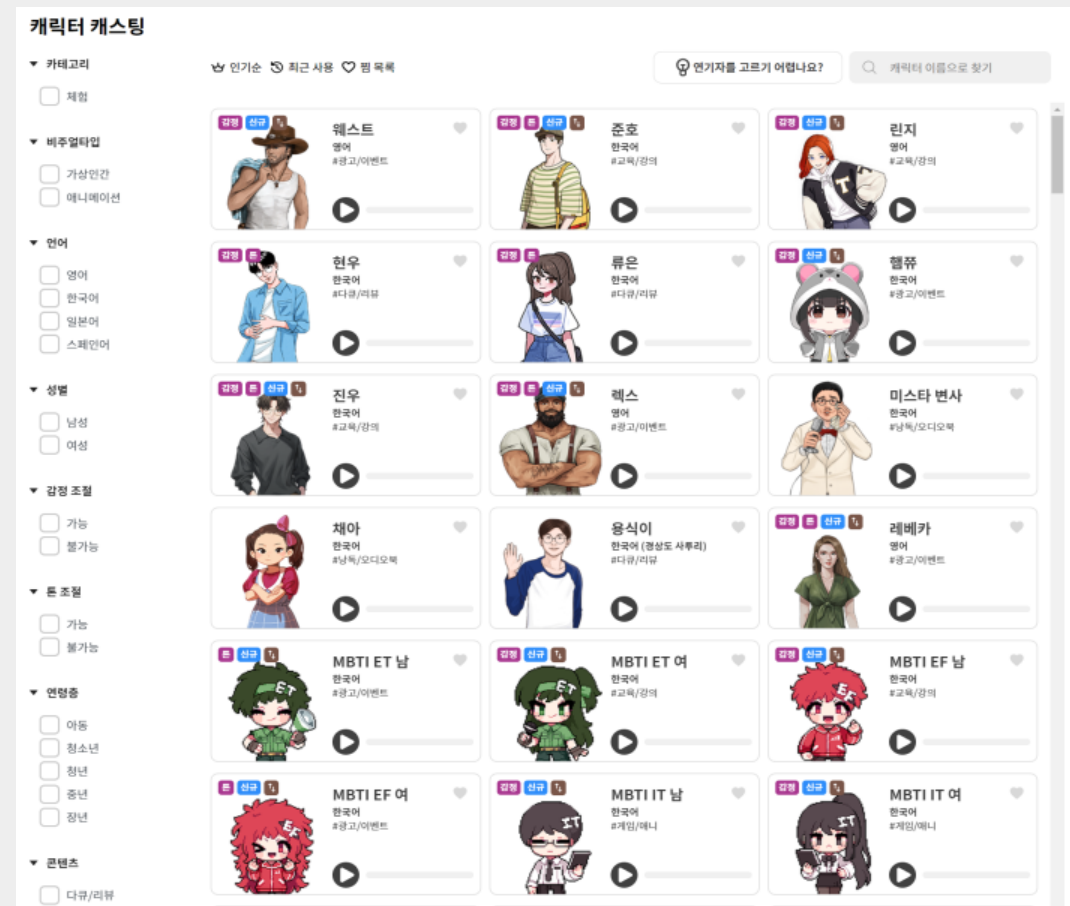 캐릭터 캐스팅
카테고리
체험
비주얼타입
가상인간
애니메이션
언어
영어
한국어
일본어
스페인어
성별
남성
여성
감정 조절
가능
불가능
톤 조절
가능
불가능
연령층
아동
청소년
청년
중년
장년
콘텐츠
다큐/리뷰
인기순 최근 사용 찜 목록
연기자를 고르기 어렵나요?
캐릭터 이름으로 찾기
감정 신규
웨스트
영어
#광고/이벤트
감정 톤 신규
준호
한국어
#교육/강의
감정 신규
린지
영어
#교육/강의
T
감정 톤
현우
한국어
#다큐/리뷰
감정 톤
류은
한국어
#다큐/리뷰
감정 신규
햄쮸
한국어
#광고/이벤트
감정 톤 신규
진우
한국어
#교육/강의
감정 톤 신규
렉스
영어
#광고/이벤트
미스타 변사
한국어
#낭독/오디오북
채아
한국어
#낭독/오디오북
용식이
한국어 (경상도 사투리)
#다큐/리뷰
감정 톤 신규
레베카
영어
#광고/이벤트
톤 신규
MBTI ET 남
한국어
#광고/이벤트
ET
감정 신규
MBTI ET 여
한국어
#교육/강의
ET
감정 신규
MBTI EF 남
한국어
#교육/강의
EF
톤 신규
MBTI EF 여
한국어
#광고/이벤트
EF
감정 신규
MBTI IT 남
한국어
#게임/애니
IT
감정 신규
MBTI IT 여
한국어
#게임/애니
IT